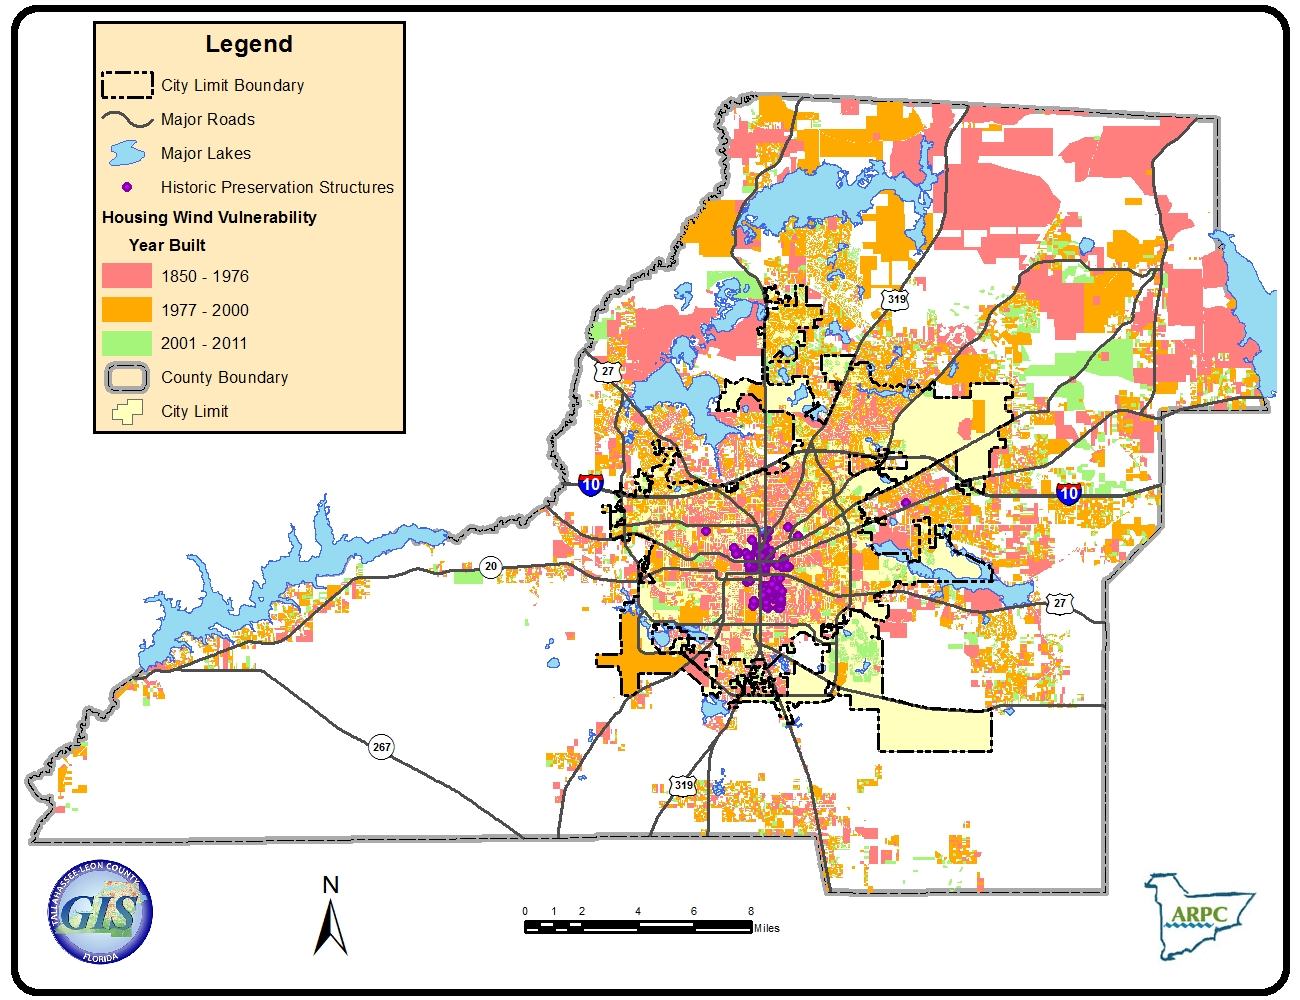 Legend
City Limit Boundary
Major Roads
Major Lakes
Historic Preservation Structures
Housing Wind Vulnerability
Year Built
1850 - 1976
1977 - 2000
2001 - 2011
County Boundary
City Limit
319
27
10
10
20
27
267
319
TALLAHASSEE-LEON COUNTY
GIS
FLORIDA
N
0 1 2 4 6 8
Miles
ARPC